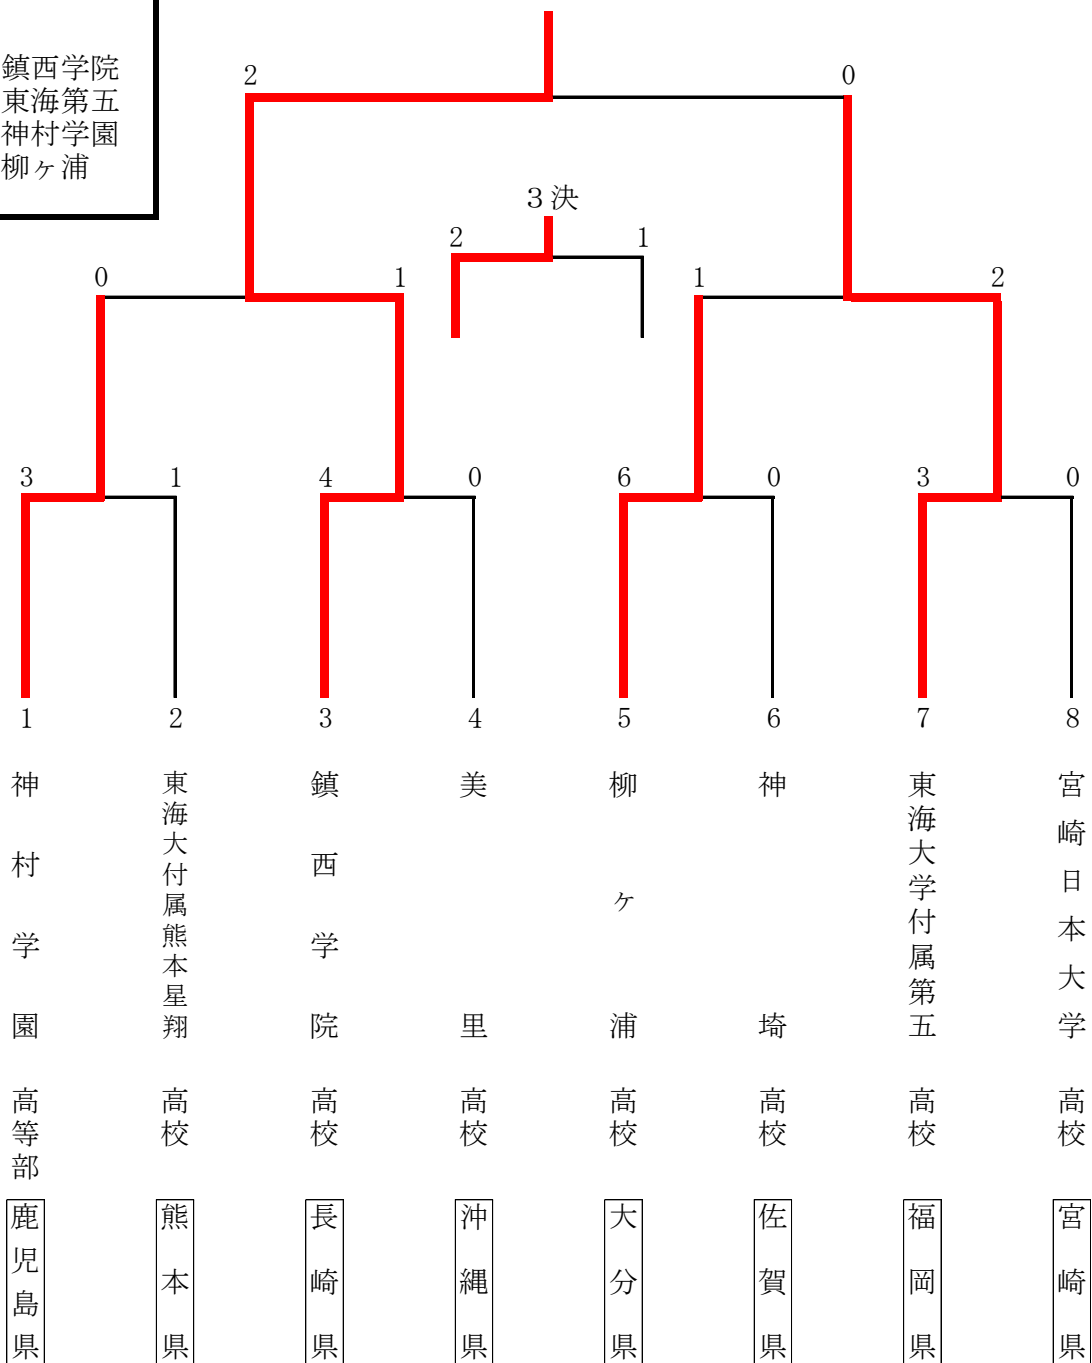 鎮西学院
東海第五
神村学園
柳ヶ浦
2
0
3決
2
1
0
1
1
2
3
1
4
0
6
0
3
0
1
2
3
4
5
6
7
8
神村学園高等部
東海大付属熊本星翔高校
鎮西学院高校
美里高校
柳ヶ浦高校
神埼高校
東海大学付属第五高校
宮崎日本大学高校
鹿児島県
熊本県
長崎県
沖縄県
大分県
佐賀県
福岡県
宮崎県